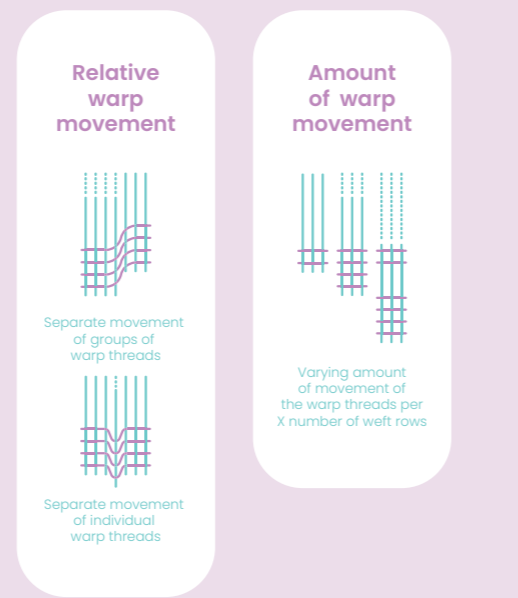 Relative
warp
movement
Separate movement
of groups of
warp threads
Separate movement
of individual
warp threads
Amount
of warp
movement
Varying amount
of movement of
the warp threads per
X number of weft rows